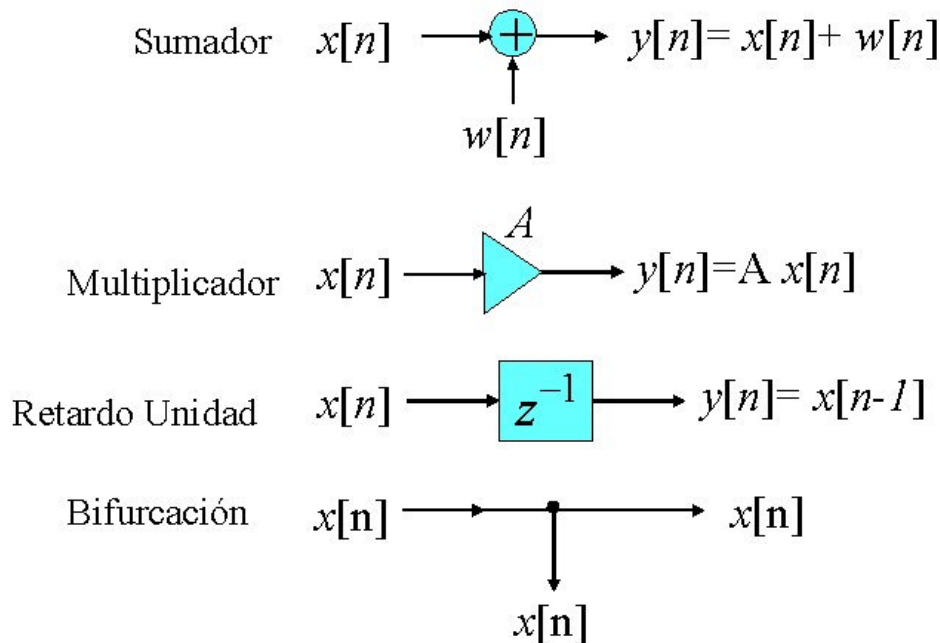 Sumador x[n] + y[n]= x[n]+ w[n]
w[n]
A
Multiplicador x[n] y[n]=A x[n]
Retardo Unidad x[n] z⁻¹ y[n]= x[n-1]
Bifurcación x[n] x[n]
x[n]